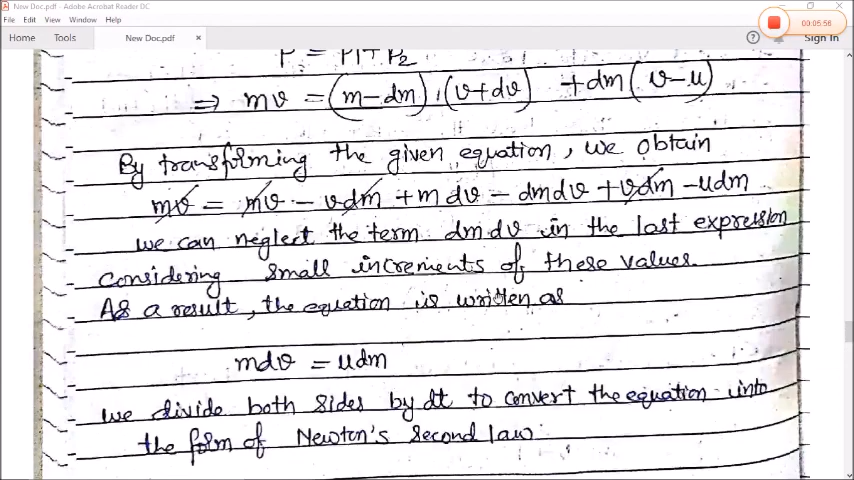 New Doc.pdf - Adobe Acrobat Reader DC
File Edit View Window Help
00:05:56
Home Tools New Doc.pdf × Sign In
P = P1 + P2
⇒ mv = (m-dm) . (v+dv) + dm (v-u)
By transforming the given equation, we obtain
mv = mv - vdm + mdv - dmdv + vdm - udm
we can neglect the term dmdv in the last expression
considering small increments of these values.
As a result, the equation is written as
mdv = udm
we divide both sides by dt to convert the equation into
the form of Newton's second law.